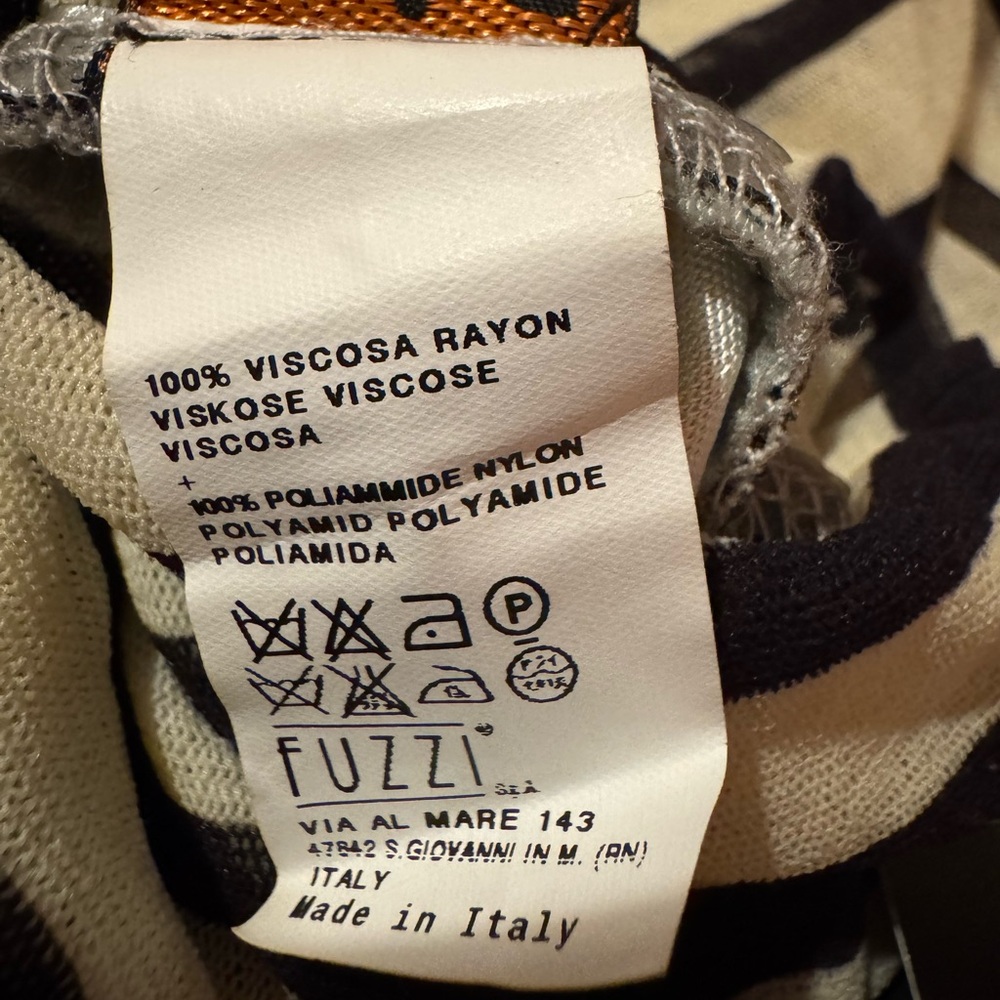 100% VISCOSA RAYON
VISKOSE VISCOSE
VISCOSA
+
100% POLIAMMIDE NYLON
POLYAMID POLYAMIDE
POLIAMIDA
P
FUZZI
VIA AL MARE 143
47842 S.GIOVANNI IN M. (RN)
ITALY
Made in Italy